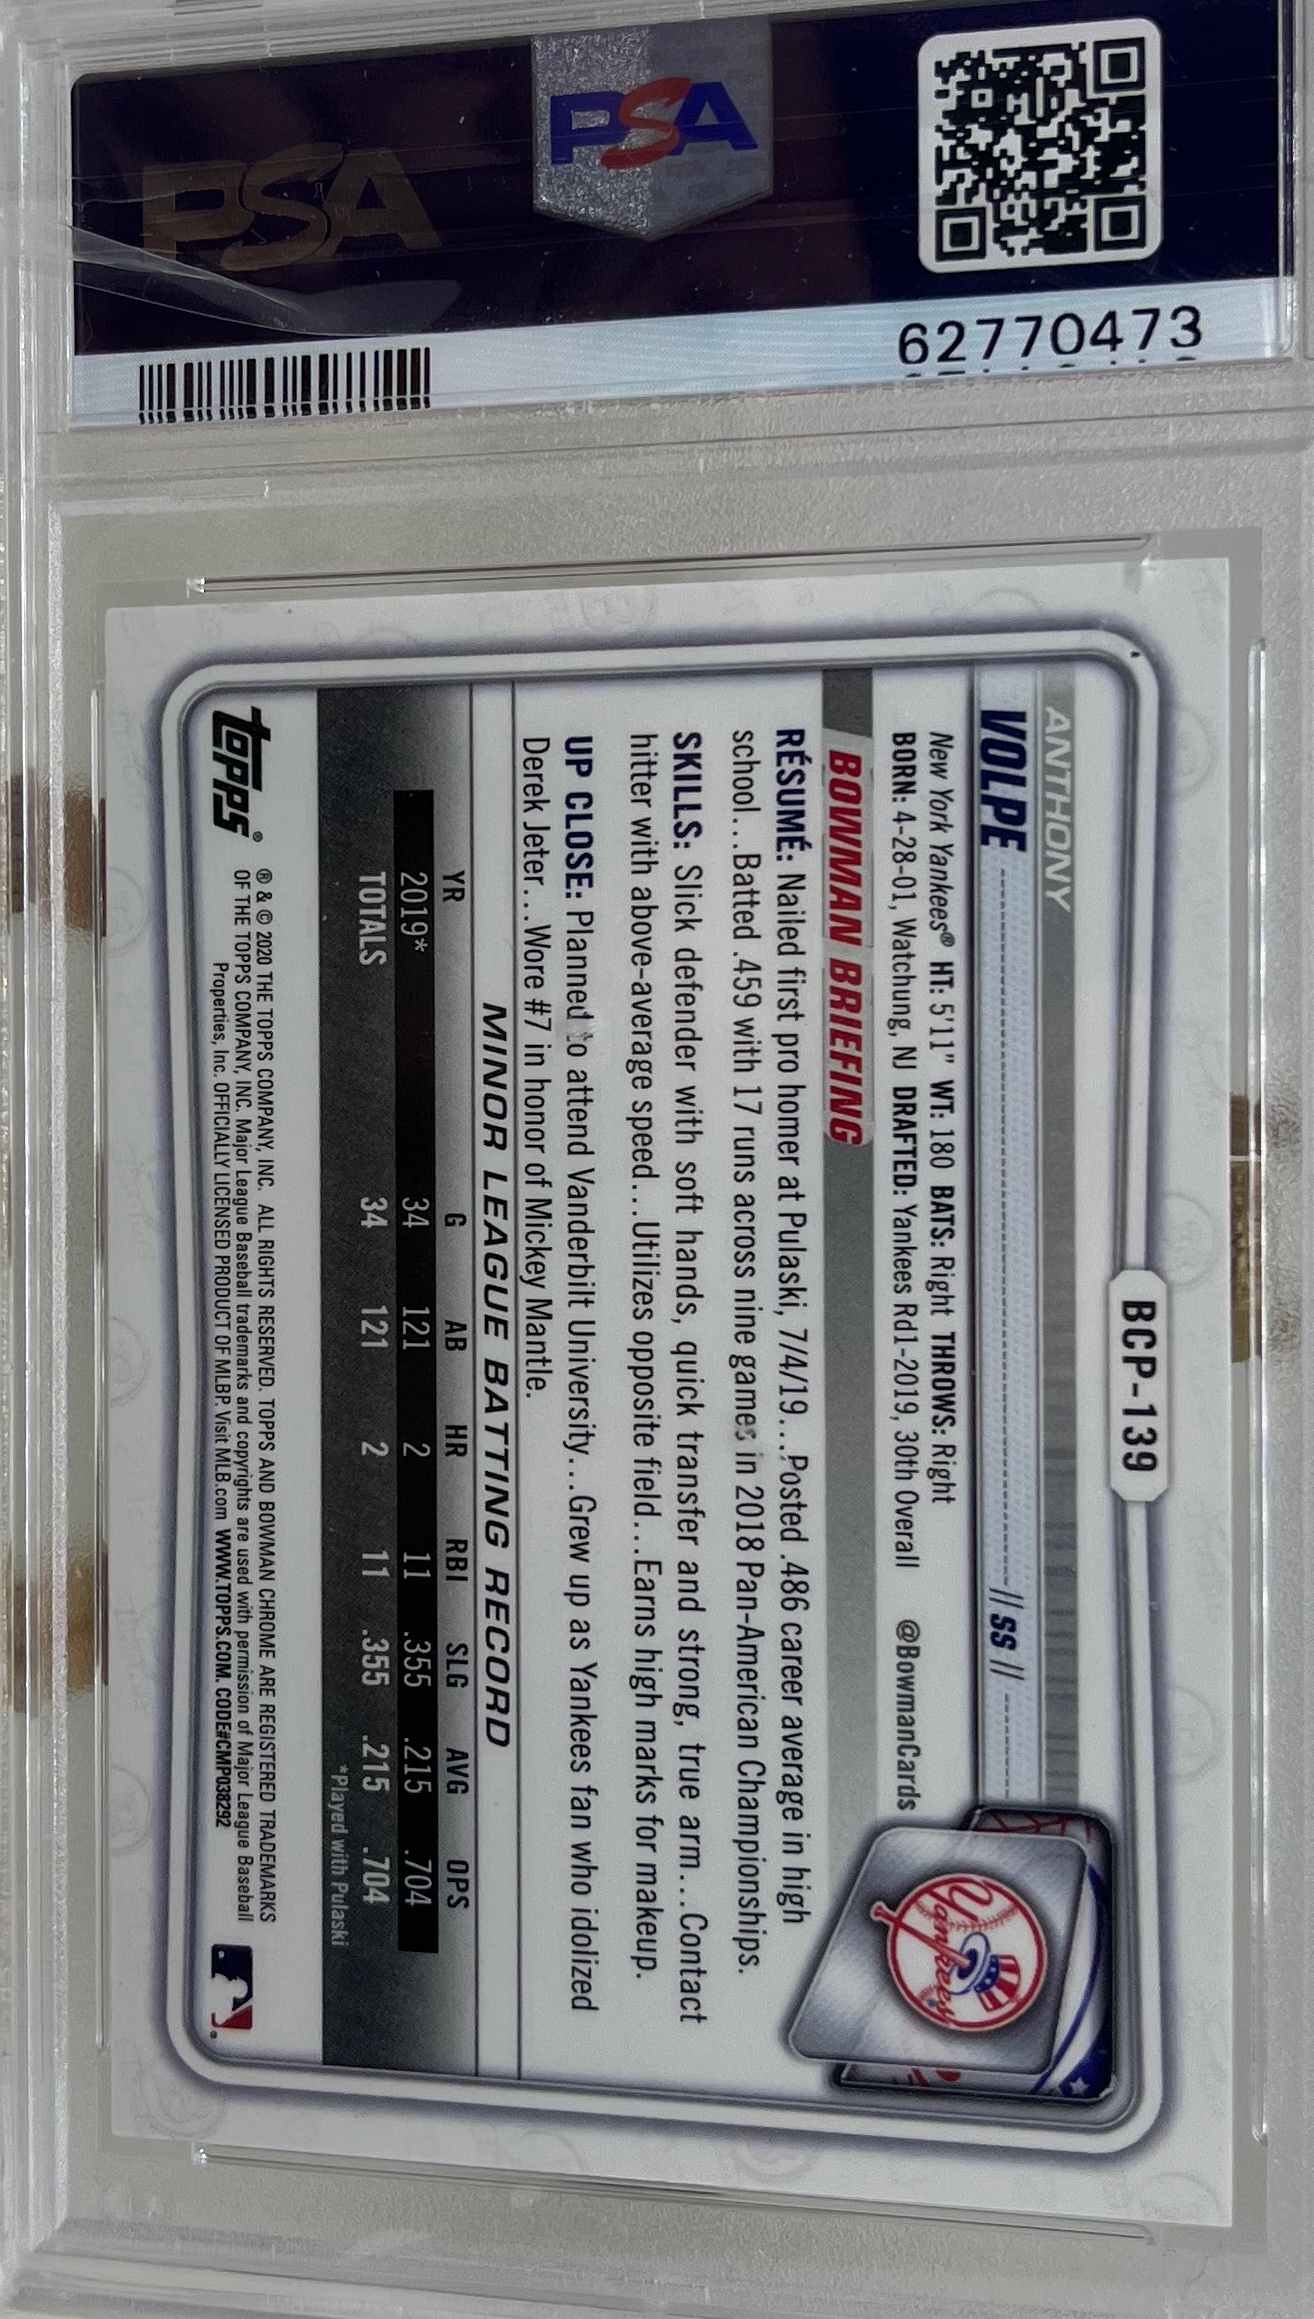 PSA
PSA
62770473
BCP-139
ANTHONY
VOLPE // SS //
New York Yankees® HT: 5'11" WT: 180 BATS: Right THROWS: Right
BORN: 4-28-01, Watchung, NJ DRAFTED: Yankees Rd1-2019, 30th Overall @BowmanCards
Yankees
BOWMAN BRIEFING
RÉSUMÉ: Nailed first pro homer at Pulaski, 7/4/19...Posted .486 career average in high
school...Batted .459 with 17 runs across nine games in 2018 Pan-American Championships.
SKILLS: Slick defender with soft hands, quick transfer and strong, true arm...Contact
hitter with above-average speed...Utilizes opposite field...Earns high marks for makeup.
UP CLOSE: Planned to attend Vanderbilt University...Grew up as Yankees fan who idolized
Derek Jeter...Wore #7 in honor of Mickey Mantle.
MINOR LEAGUE BATTING RECORD
YR G AB HR RBI SLG AVG OPS
2019* 34 121 2 11 .355 .215 .704
TOTALS 34 121 2 11 .355 .215 .704
*Played with Pulaski
topps®
® & © 2020 THE TOPPS COMPANY, INC. ALL RIGHTS RESERVED. TOPPS AND BOWMAN CHROME ARE REGISTERED TRADEMARKS
OF THE TOPPS COMPANY, INC. Major League Baseball trademarks and copyrights are used with permission of Major League Baseball
Properties, Inc. OFFICIALLY LICENSED PRODUCT OF MLBP. Visit MLB.com WWW.TOPPS.COM. CODE#CMP038292